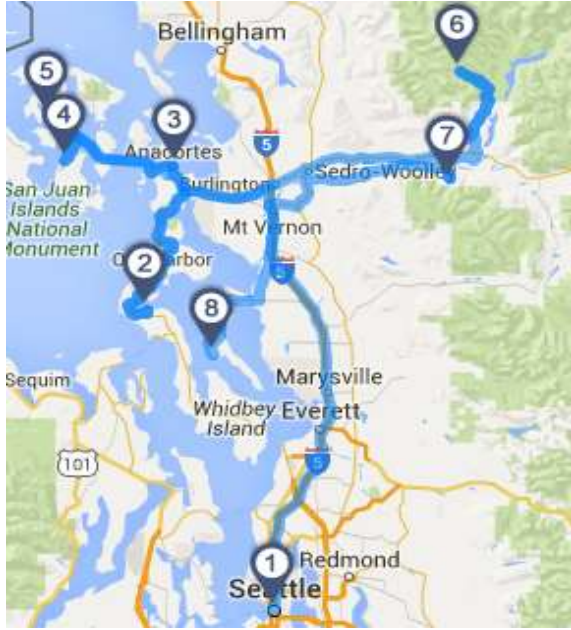 Bellingham
6
5
4
3
5
7
Anacortes
Sedro-Woolley
Burlington
San Juan
Islands
National
Monument
Mt Vernon
2
8
5
Marysville
Sequim
Whidbey
Island
Everett
101
5
1
Redmond
Seattle